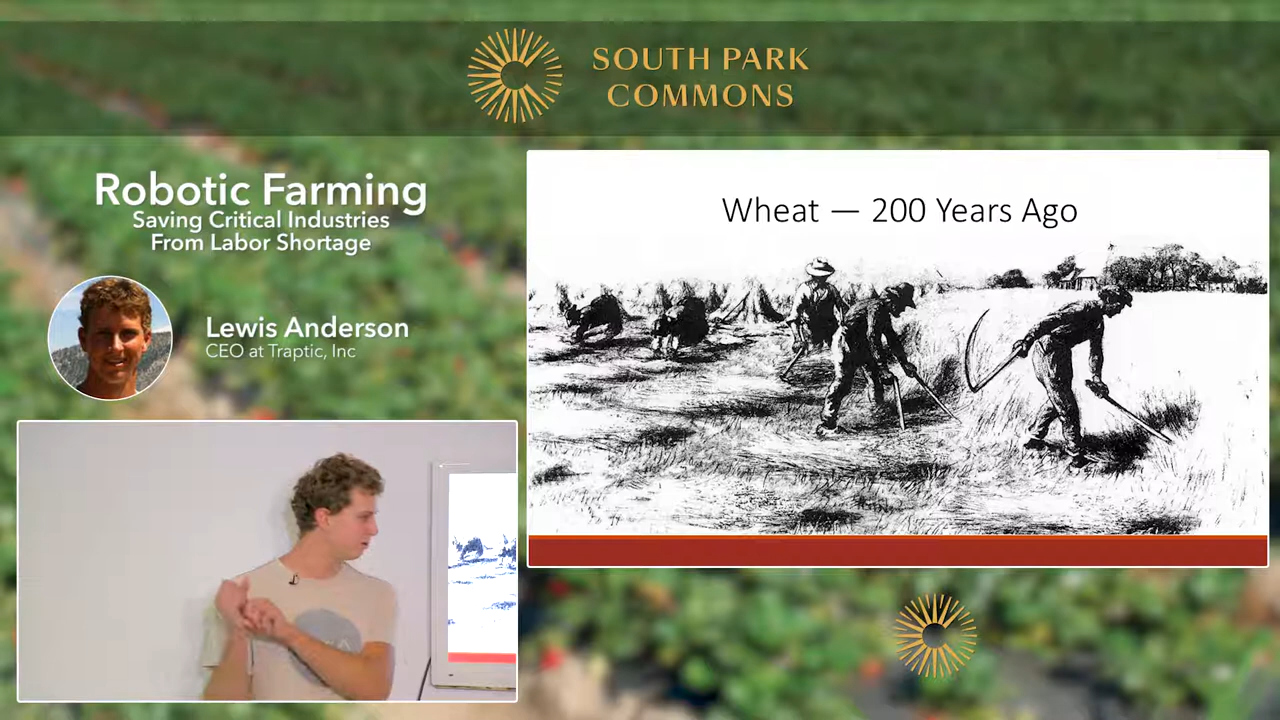 SOUTH PARK
COMMONS
Robotic Farming
Saving Critical Industries
From Labor Shortage
Lewis Anderson
CEO at Traptic, Inc
Wheat — 200 Years Ago